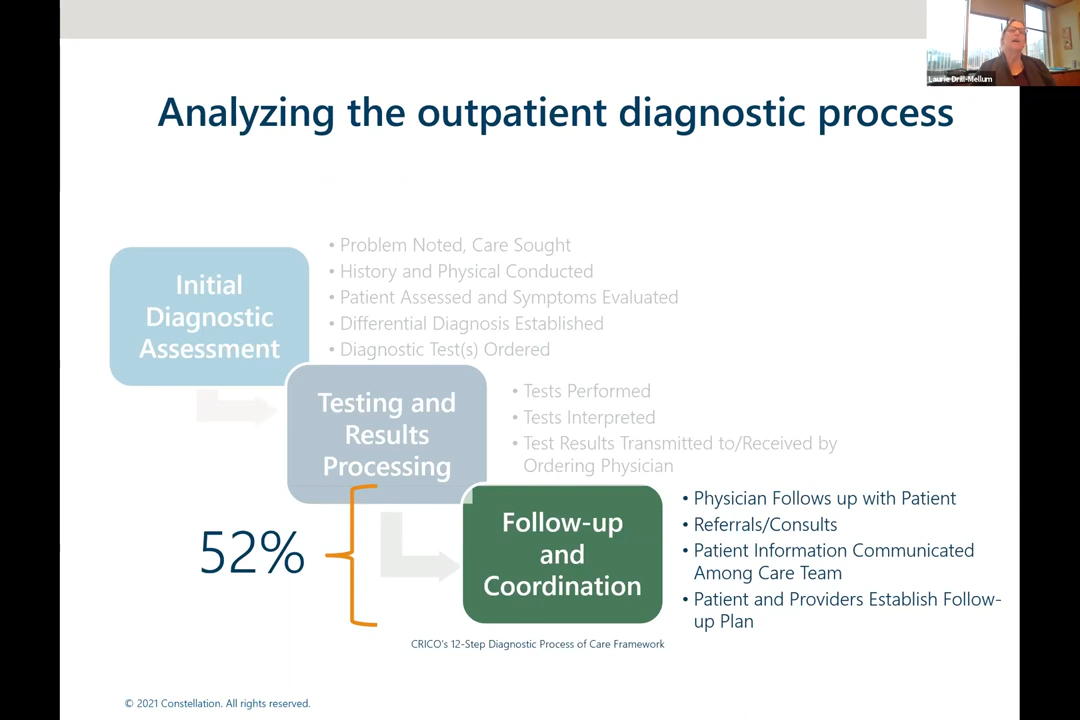 Laurie Drill-Mellum
Analyzing the outpatient diagnostic process
Initial
Diagnostic
Assessment
• Problem Noted, Care Sought
• History and Physical Conducted
• Patient Assessed and Symptoms Evaluated
• Differential Diagnosis Established
• Diagnostic Test(s) Ordered
Testing and
Results
Processing
• Tests Performed
• Tests Interpreted
• Test Results Transmitted to/Received by
Ordering Physician
52%
Follow-up
and
Coordination
• Physician Follows up with Patient
• Referrals/Consults
• Patient Information Communicated
Among Care Team
• Patient and Providers Establish Follow-
up Plan
CRICO's 12-Step Diagnostic Process of Care Framework
© 2021 Constellation. All rights reserved.